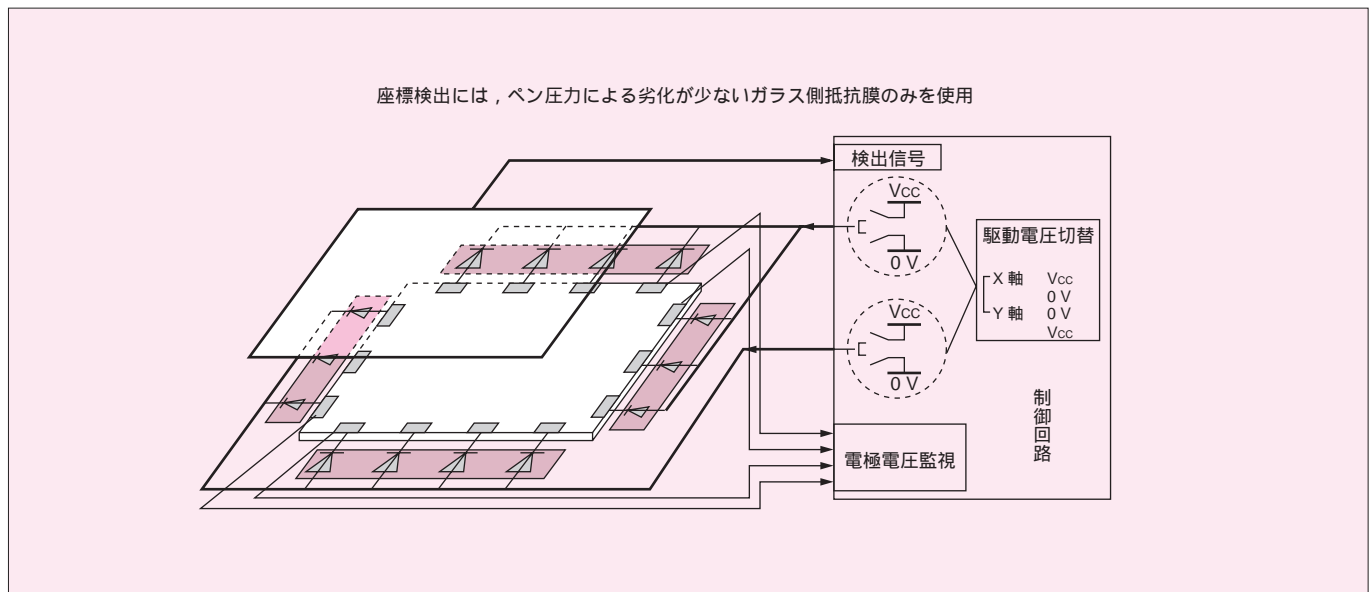 座標検出には，ペン圧力による劣化が少ないガラス側抵抗膜のみを使用
検出信号
VCC
0 V
駆動電圧切替
X 軸 VCC
0 V
Y 軸 0 V
VCC
VCC
0 V
制御回路
電極電圧監視